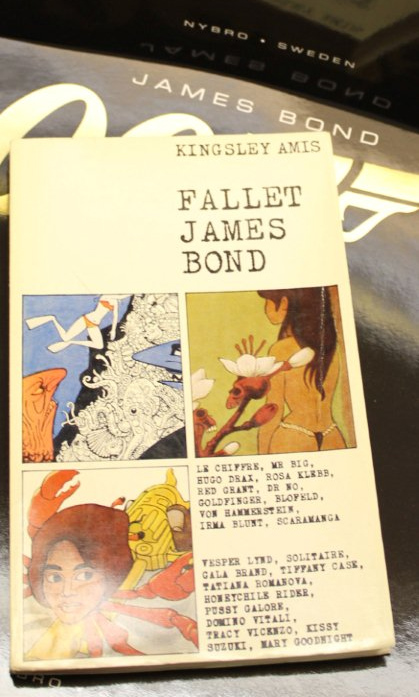 NYBRO • SWEDEN
JAMES BOND
JAMES BOND
KINGSLEY AMIS
FALLET
JAMES
BOND
LE CHIFFRE, MR BIG,
HUGO DRAX, ROSA KLEBB,
RED GRANT, DR NO,
GOLDFINGER, BLOFELD,
VON HAMMERSTEIN,
IRMA BLUNT, SCARAMANGA
VESPER LYND, SOLITAIRE,
GALA BRAND, TIFFANY CASE,
TATIANA ROMANOVA,
HONEYCHILE RIDER,
PUSSY GALORE,
DOMINO VITALI,
TRACY VICENZO, KISSY
SUZUKI, MARY GOODNIGHT